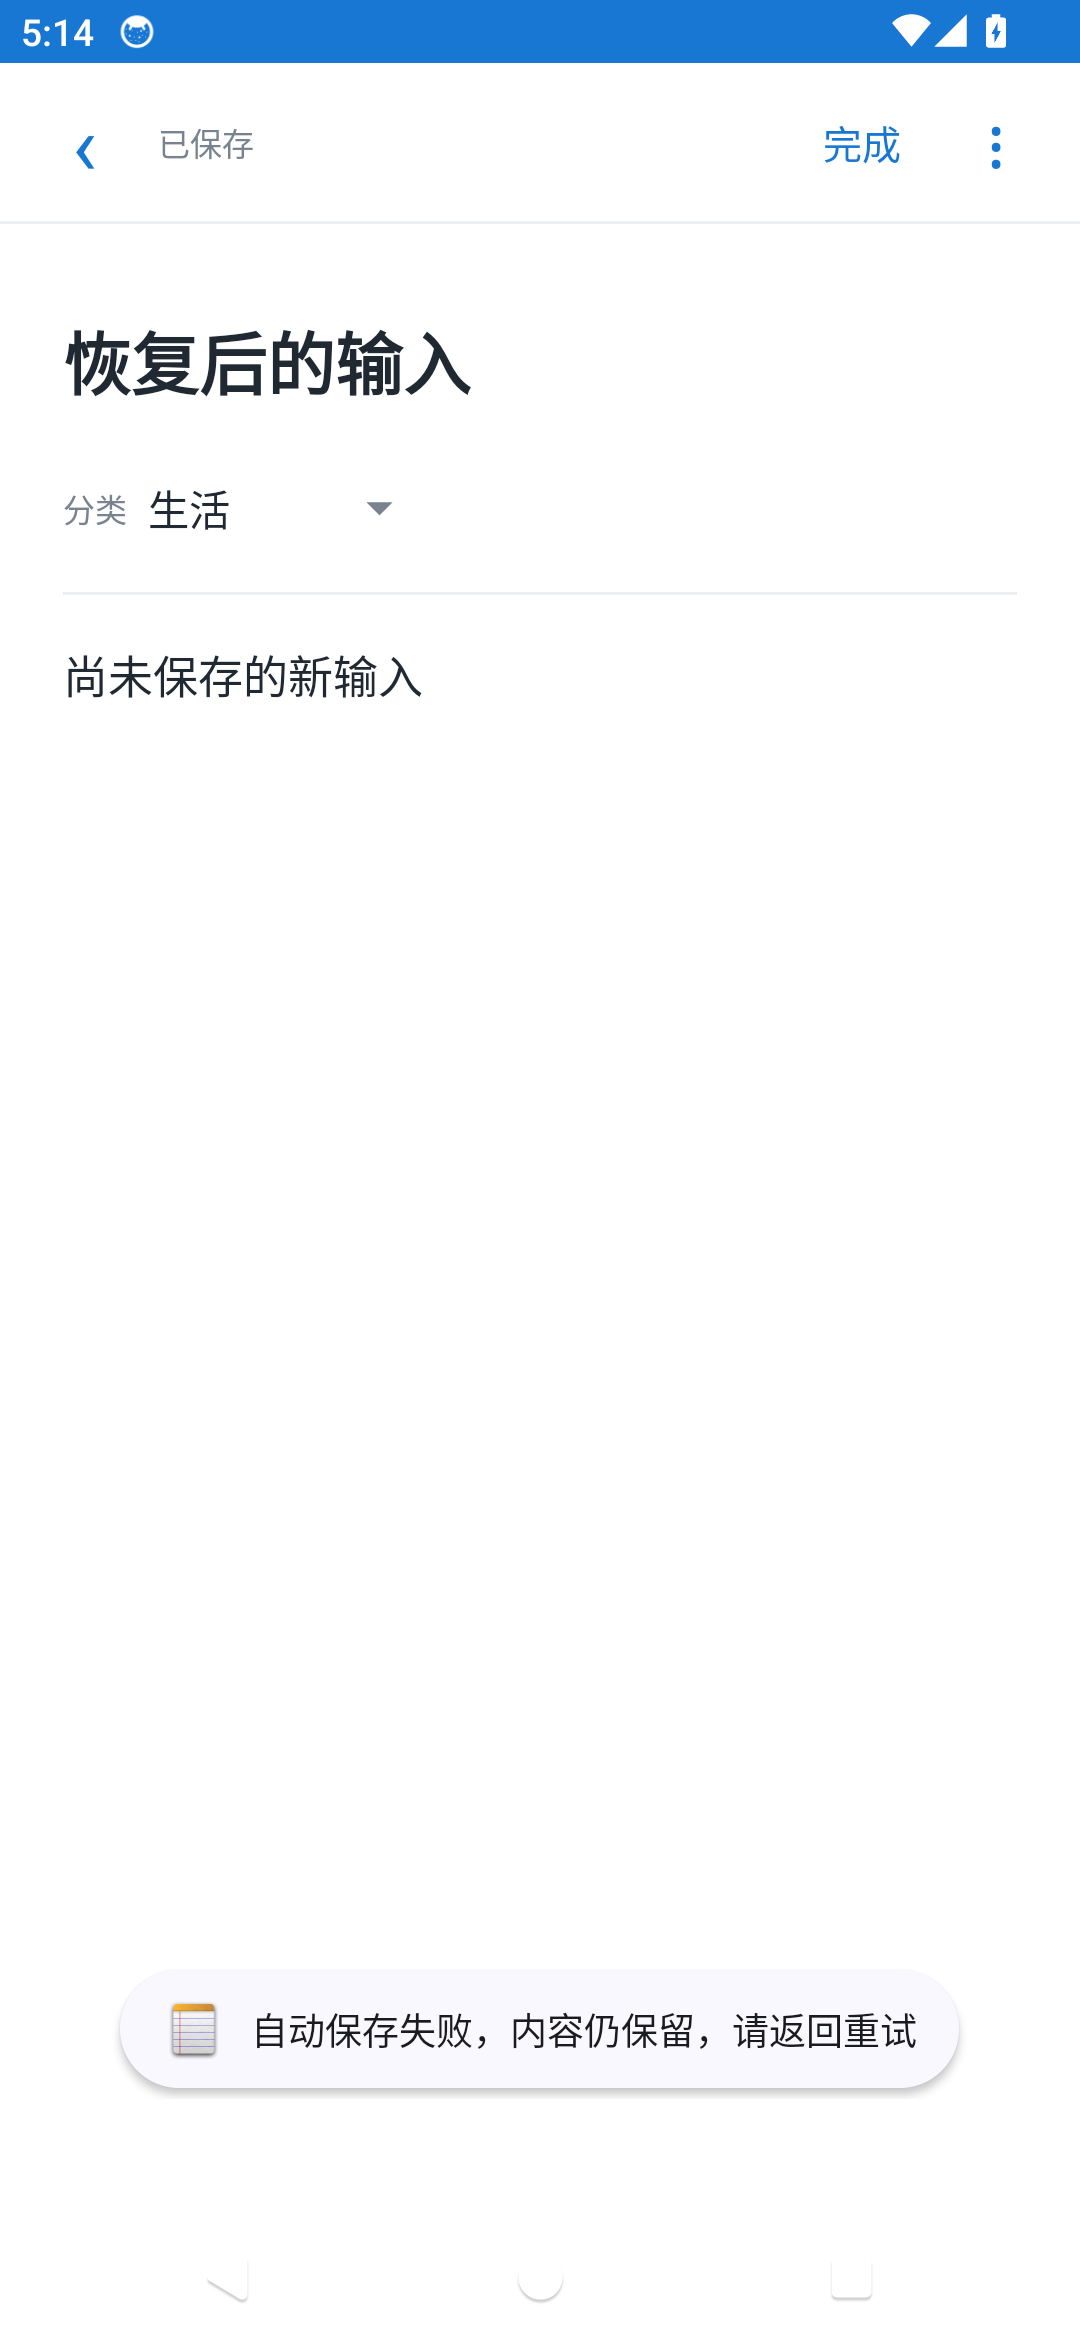 5:14
已保存
完成
恢复后的输入
分类 生活
尚未保存的新输入
自动保存失败，内容仍保留，请返回重试